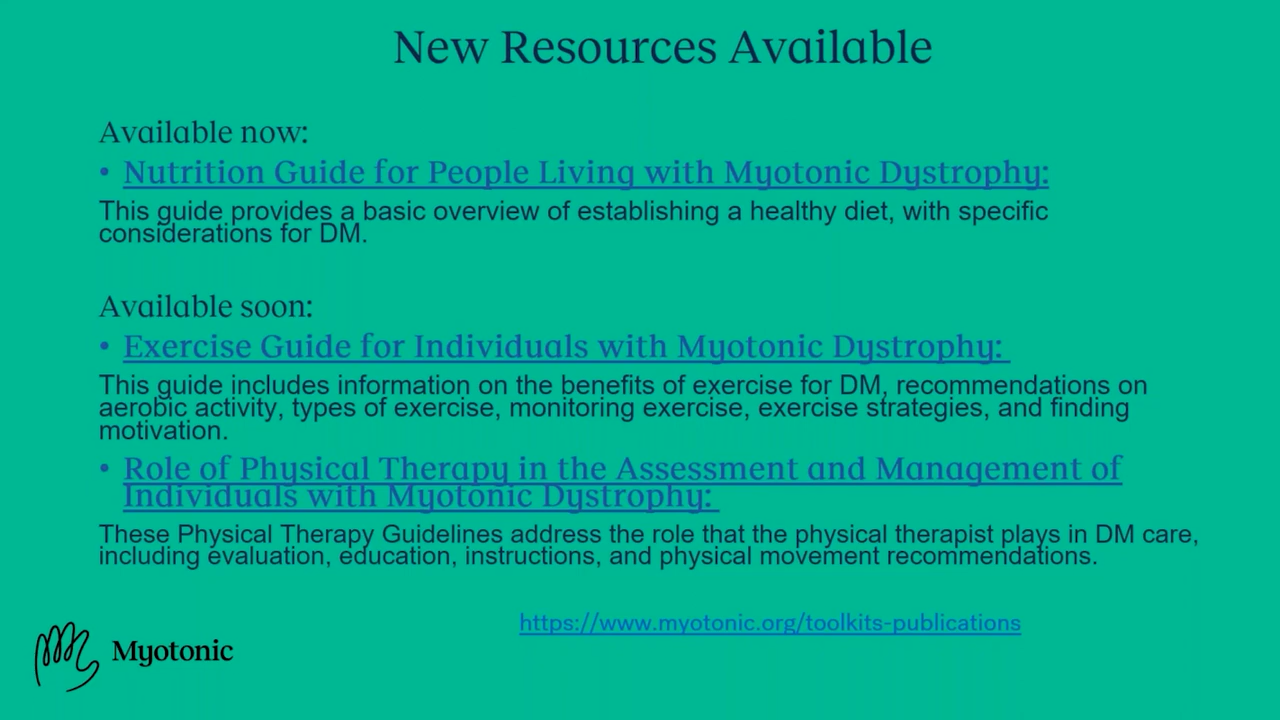 New Resources Available
Available now:
• Nutrition Guide for People Living with Myotonic Dystrophy:
This guide provides a basic overview of establishing a healthy diet, with specific
considerations for DM.
Available soon:
• Exercise Guide for Individuals with Myotonic Dystrophy:
This guide includes information on the benefits of exercise for DM, recommendations on
aerobic activity, types of exercise, monitoring exercise, exercise strategies, and finding
motivation.
• Role of Physical Therapy in the Assessment and Management of
Individuals with Myotonic Dystrophy:
These Physical Therapy Guidelines address the role that the physical therapist plays in DM care,
including evaluation, education, instructions, and physical movement recommendations.
https://www.myotonic.org/toolkits-publications
Myotonic